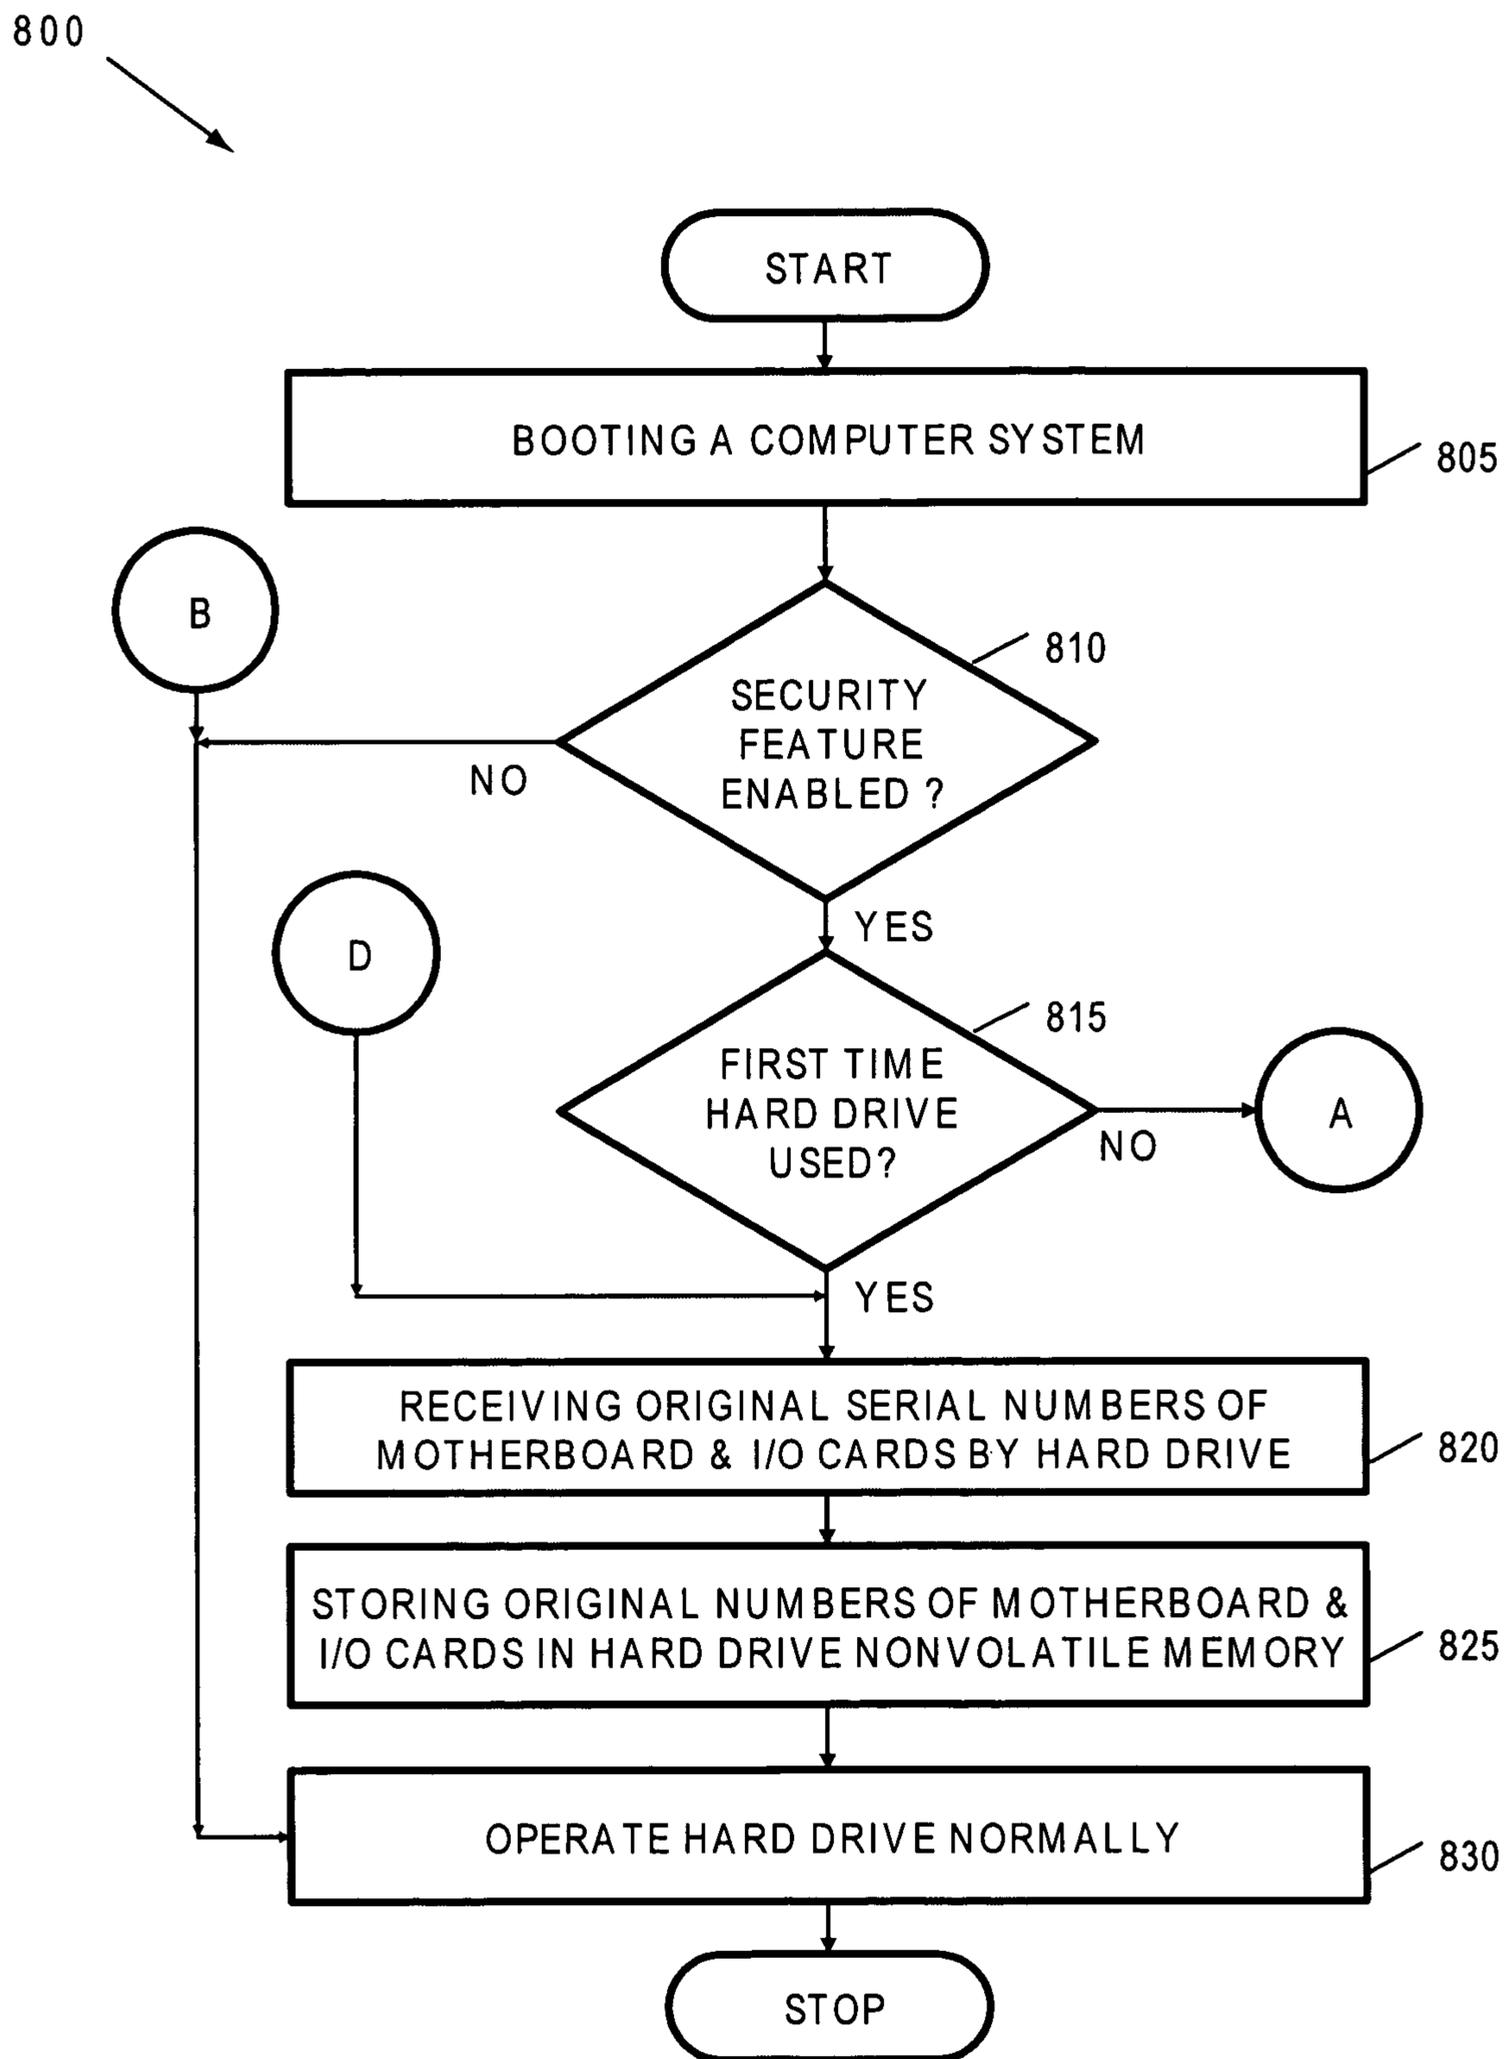 800
START
BOOTING A COMPUTER SYSTEM
805
B
810
SECURITY
FEATURE
ENABLED ?
NO
YES
D
815
FIRST TIME
HARD DRIVE
USED?
NO
A
YES
RECEIVING ORIGINAL SERIAL NUMBERS OF
MOTHERBOARD & I/O CARDS BY HARD DRIVE
820
STORING ORIGINAL NUMBERS OF MOTHERBOARD &
I/O CARDS IN HARD DRIVE NONVOLATILE MEMORY
825
OPERATE HARD DRIVE NORMALLY
830
STOP